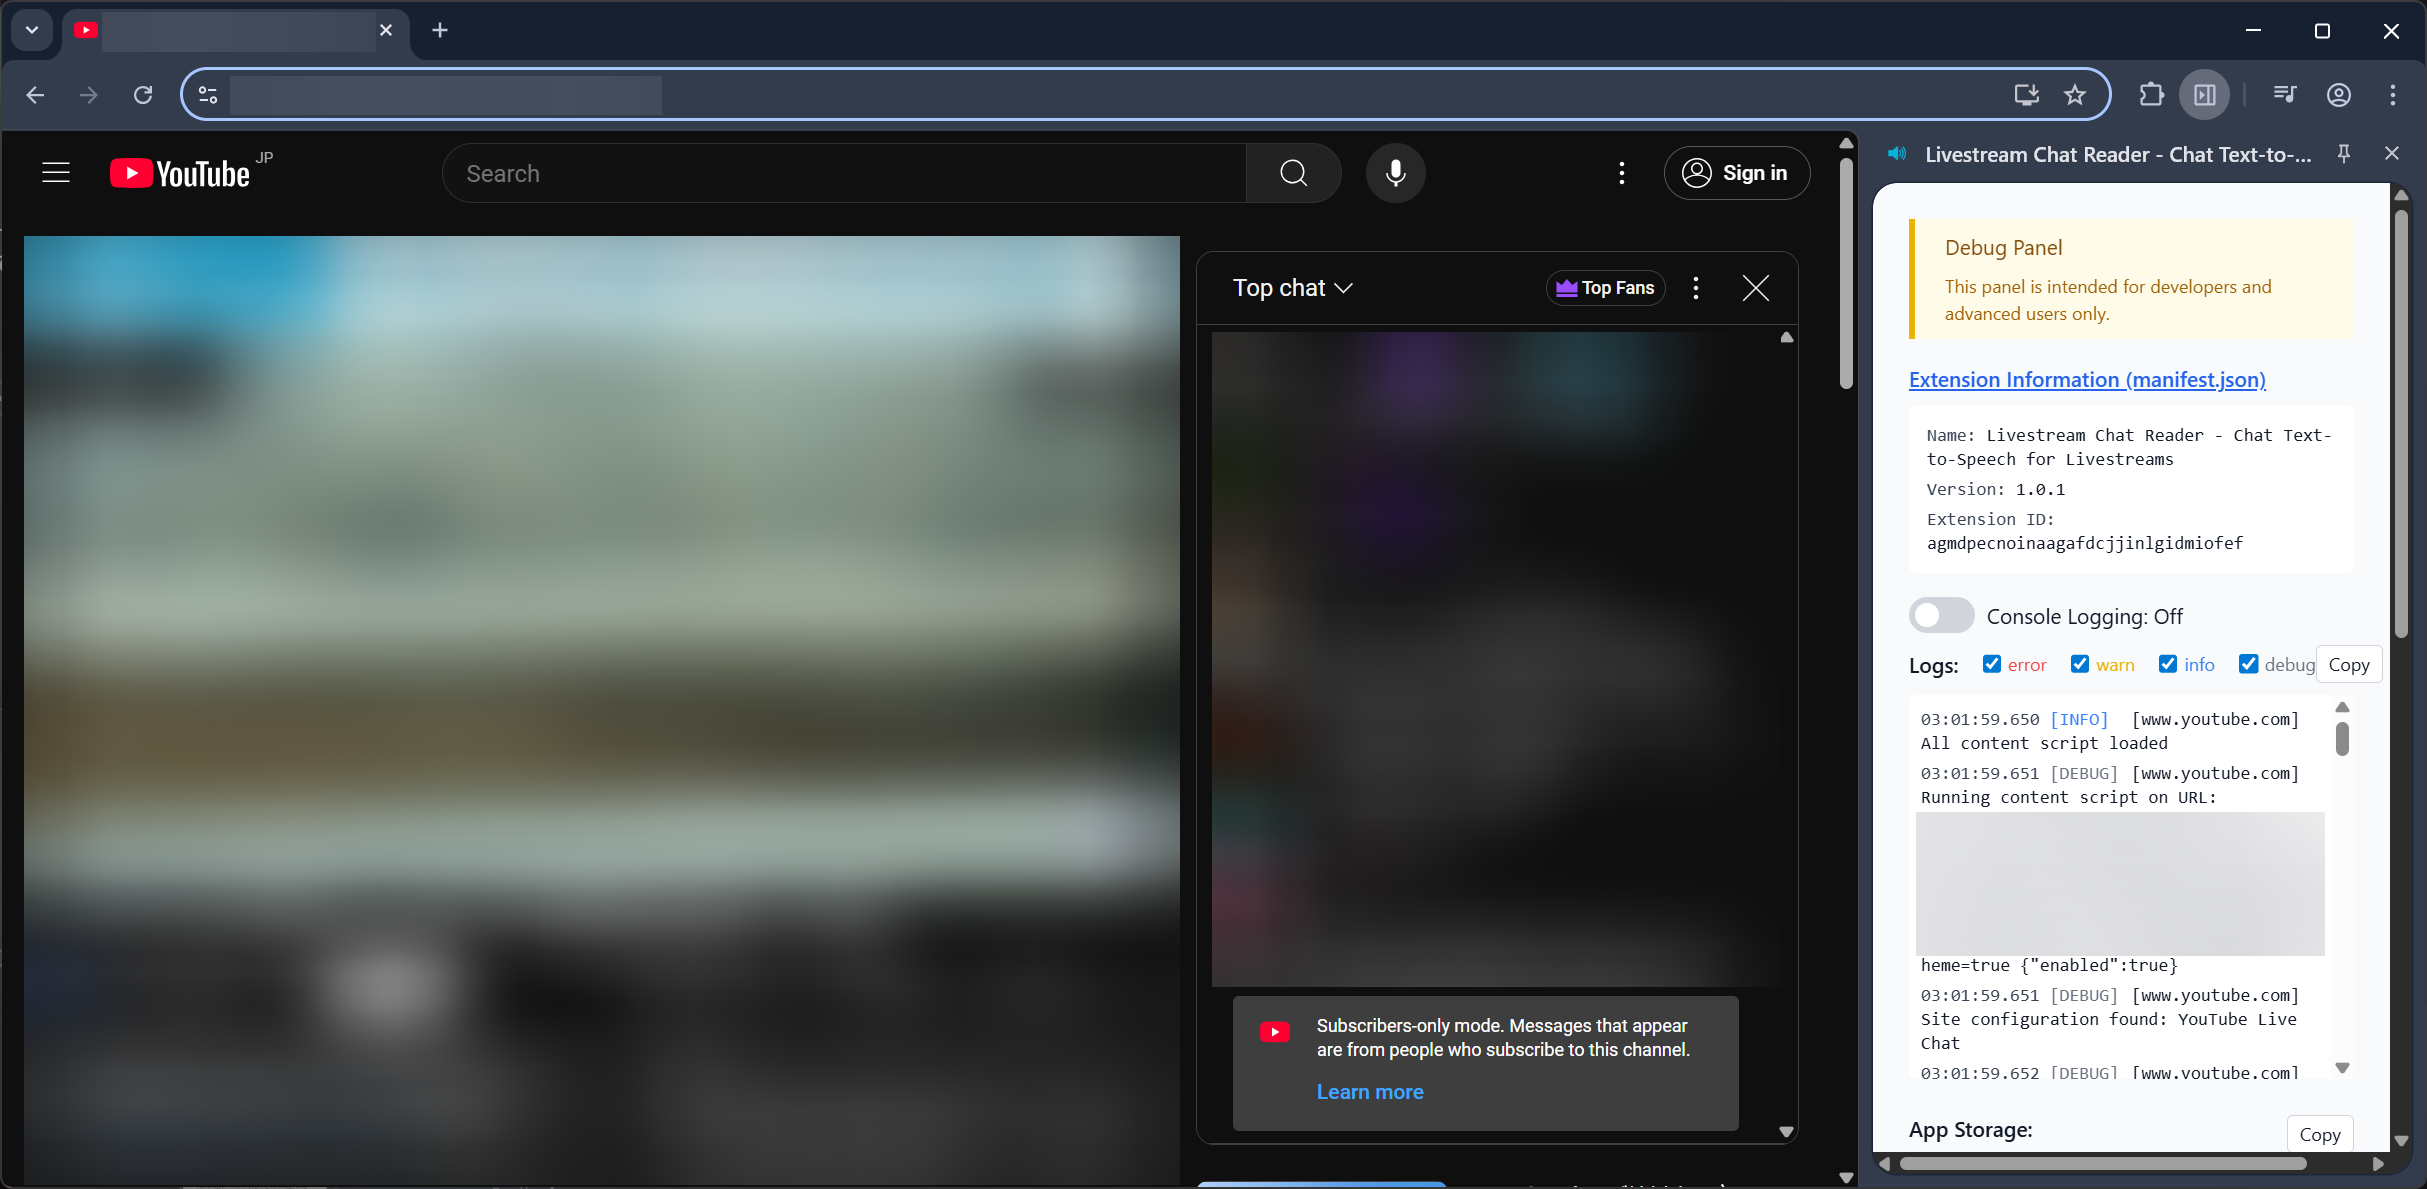 YouTube JP
Search
Sign in
Top chat
Top Fans
Subscribers-only mode. Messages that appear
are from people who subscribe to this channel.
Learn more
Livestream Chat Reader - Chat Text-to-...
Debug Panel
This panel is intended for developers and
advanced users only.
Extension Information (manifest.json)
Name: Livestream Chat Reader - Chat Text-
to-Speech for Livestreams
Version: 1.0.1
Extension ID:
agmdpecnoinaagafdcjjinlgidmiofef
Console Logging: Off
Logs: error warn info debug Copy
03:01:59.650 [INFO] [www.youtube.com]
All content script loaded
03:01:59.651 [DEBUG] [www.youtube.com]
Running content script on URL:
heme=true {"enabled":true}
03:01:59.651 [DEBUG] [www.youtube.com]
Site configuration found: YouTube Live
Chat
03:01:59.652 [DEBUG] [www.youtube.com]
App Storage: Copy